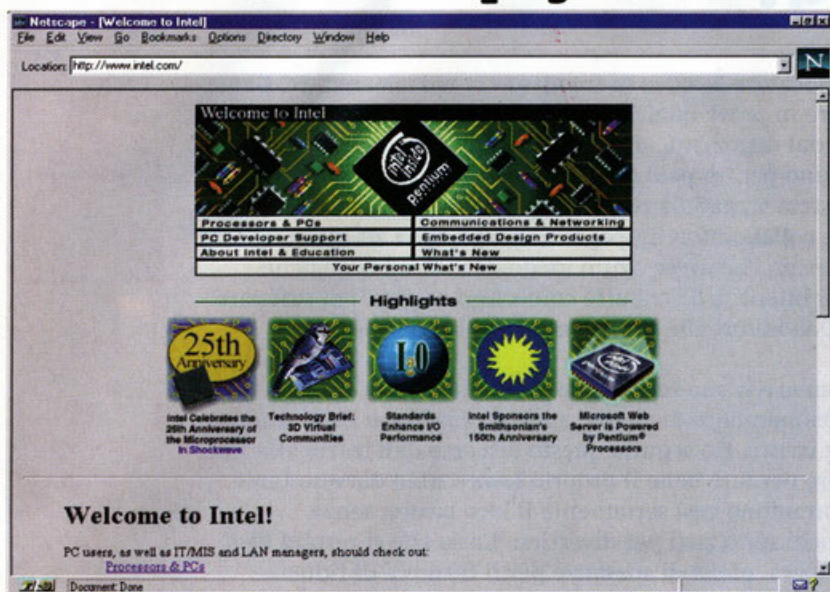 Netscape - [Welcome to Intel]
File Edit View Go Bookmarks Options Directory Window Help
Location: http://www.intel.com/
N
Welcome to Intel
intel inside
pentium
Processors & PCs
Communications & Networking
PC Developer Support
Embedded Design Products
About Intel & Education
What's New
Your Personal What's New
Highlights
25th
Anniversary
I2O
Intel Celebrates the
25th Anniversary of
the Microprocessor
In Shockwave
Technology Brief:
3D Virtual
Communities
Standards
Enhance I/O
Performance
Intel Sponsors the
Smithsonian's
150th Anniversary
Microsoft Web
Server is Powered
by Pentium®
Processors
Welcome to Intel!
PC users, as well as IT/MIS and LAN managers, should check out:
Processors & PCs
Document: Done